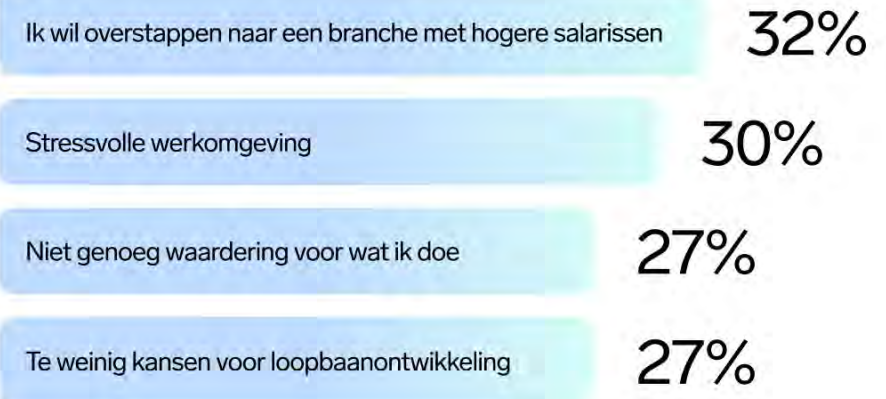 Ik wil overstappen naar een branche met hogere salarissen 32%
Stressvolle werkomgeving 30%
Niet genoeg waardering voor wat ik doe 27%
Te weinig kansen voor loopbaanontwikkeling 27%